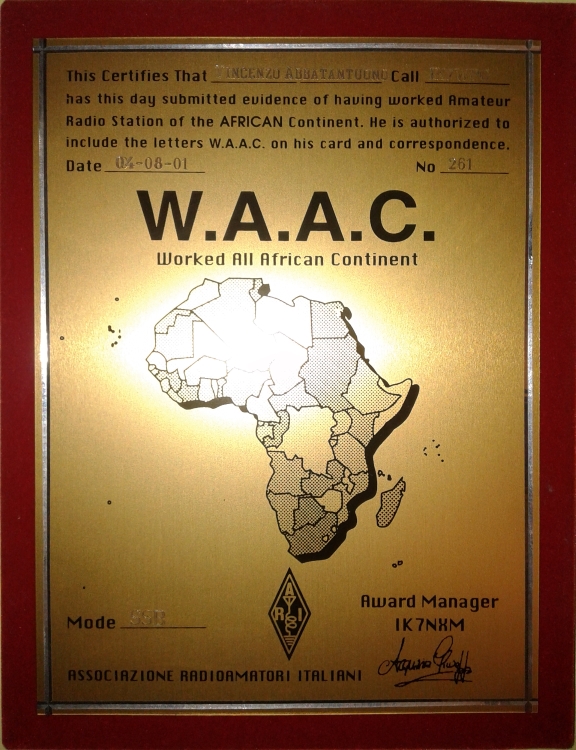 This Certifies That VINCENZO ABBATANTUONO Call
has this day submitted evidence of having worked Amateur
Radio Station of the AFRICAN Continent. He is authorized to
include the letters W.A.A.C. on his card and correspondence.
Date 04-08-01 No 261
W.A.A.C.
Worked All African Continent
A
R I
Mode SSB
Award Manager
IK7NXM
ASSOCIAZIONE RADIOAMATORI ITALIANI